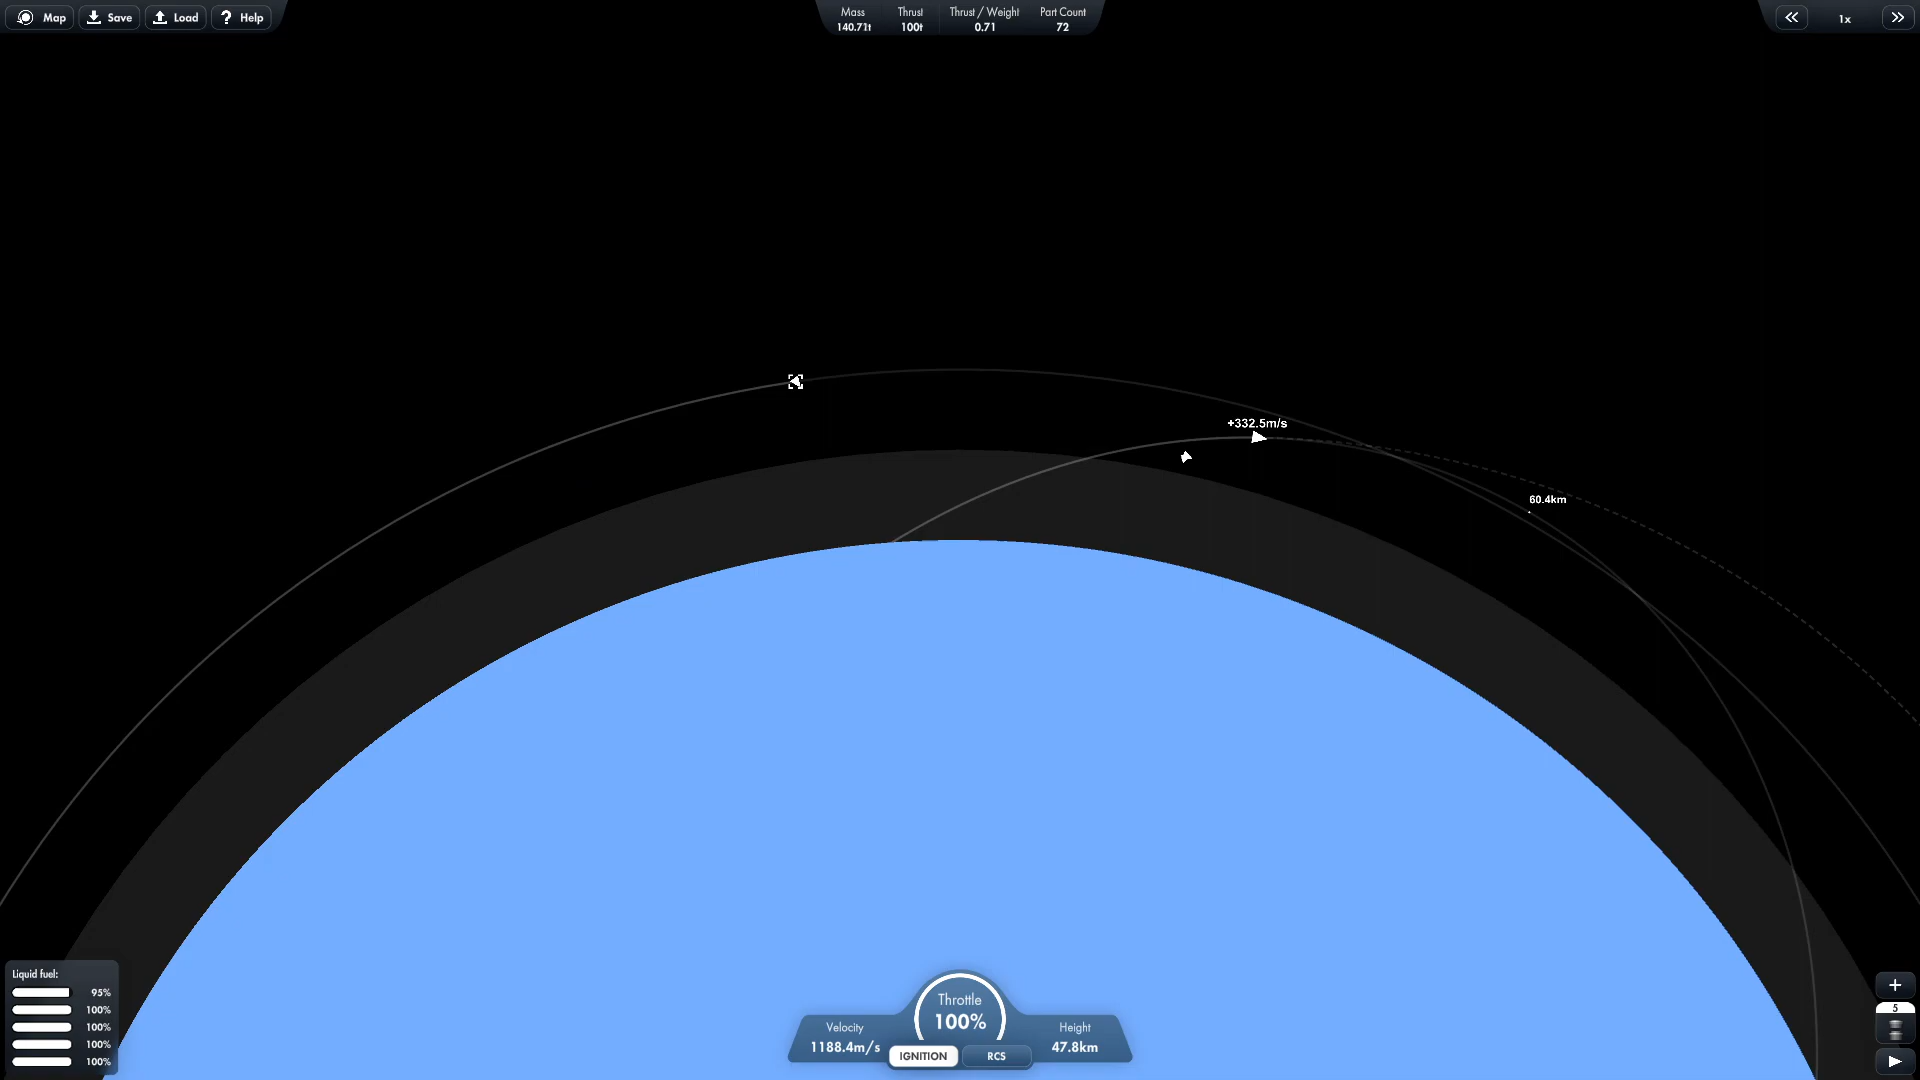 Map
Save
Load
Help
Mass
140.71t
Thrust
100t
Thrust / Weight
0.71
Part Count
72
1x
+332.5m/s
60.4km
Liquid fuel:
95%
100%
100%
100%
100%
Throttle
100%
Velocity
1188.4m/s
Height
47.8km
IGNITION
RCS
5